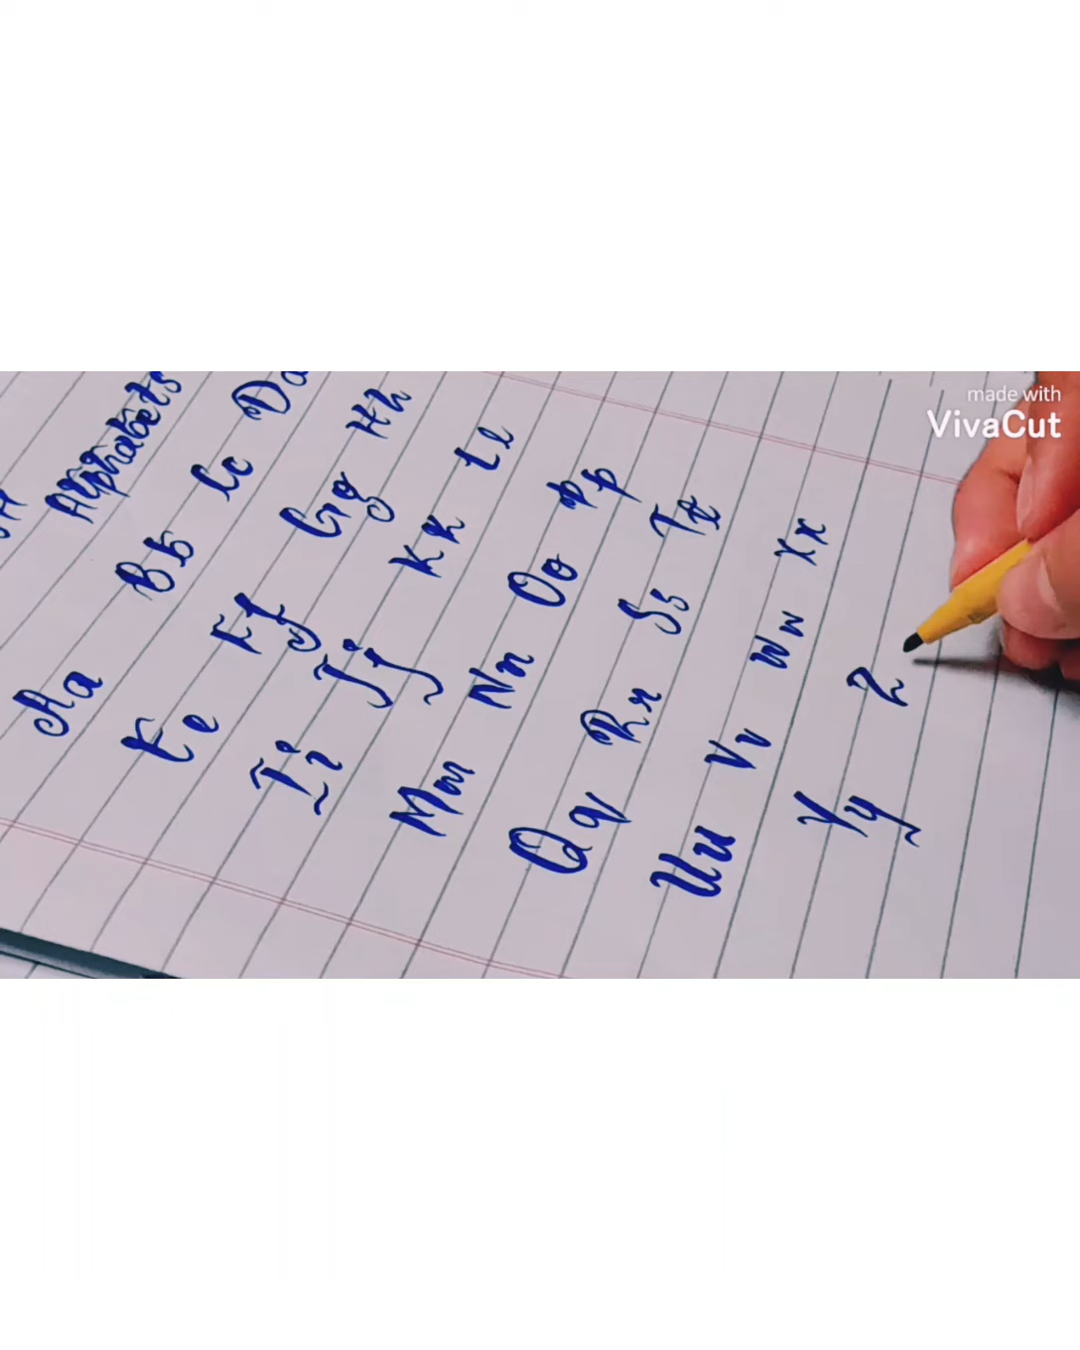 Alphabets
Aa Bb Cc Dd
Ee Ff Gg Hh
Ii Jj Kk Ll
Mm Nn Oo Pp
Qq Rr Ss Tt
Uu Vv Ww Xx
Yy Z
made with
VivaCut